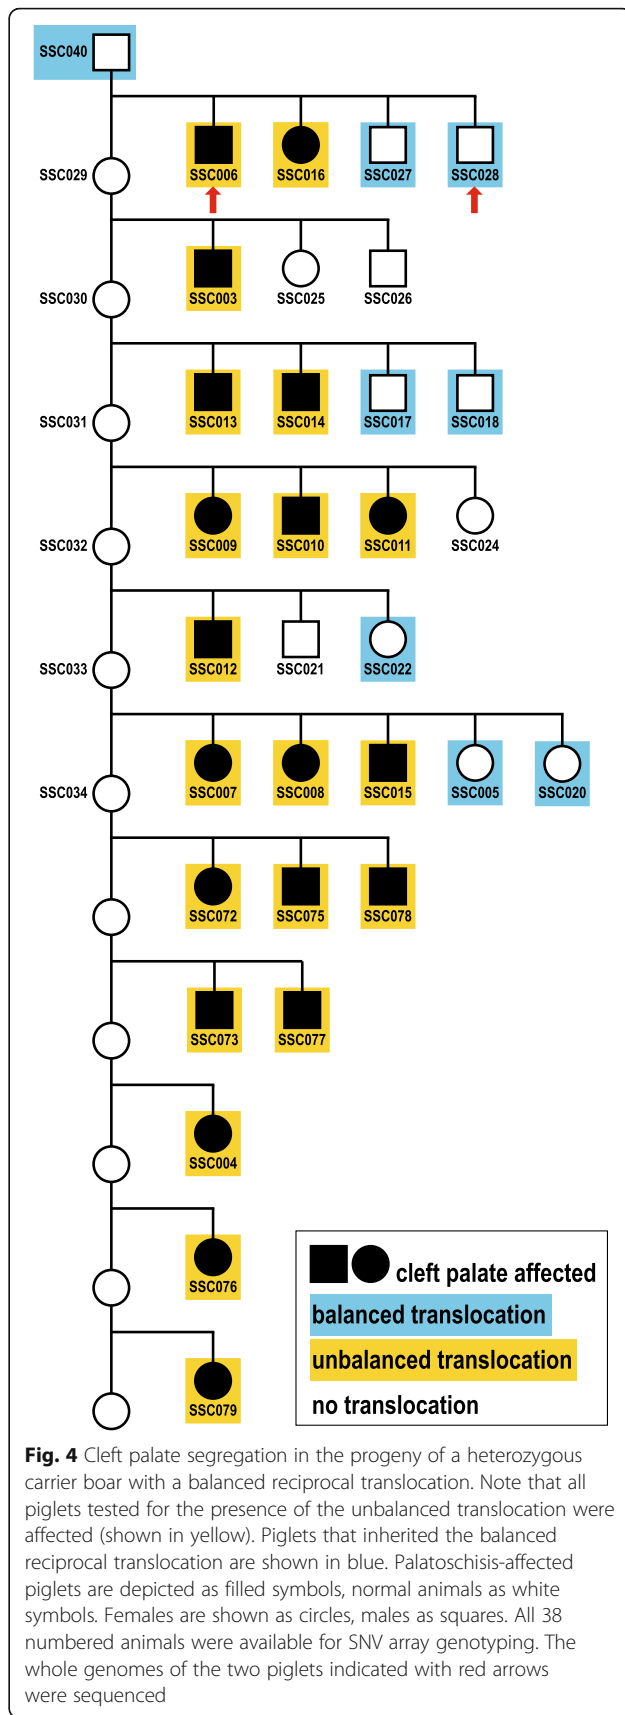 SSC040
SSC029
SSC006 SSC016 SSC027 SSC028
SSC030
SSC003 SSC025 SSC026
SSC031
SSC013 SSC014 SSC017 SSC018
SSC032
SSC009 SSC010 SSC011 SSC024
SSC033
SSC012 SSC021 SSC022
SSC034
SSC007 SSC008 SSC015 SSC005 SSC020
SSC072 SSC075 SSC078
SSC073 SSC077
SSC004
SSC076
SSC079
cleft palate affected
balanced translocation
unbalanced translocation
no translocation
Fig. 4 Cleft palate segregation in the progeny of a heterozygous
carrier boar with a balanced reciprocal translocation. Note that all
piglets tested for the presence of the unbalanced translocation were
affected (shown in yellow). Piglets that inherited the balanced
reciprocal translocation are shown in blue. Palatoschisis-affected
piglets are depicted as filled symbols, normal animals as white
symbols. Females are shown as circles, males as squares. All 38
numbered animals were available for SNV array genotyping. The
whole genomes of the two piglets indicated with red arrows
were sequenced